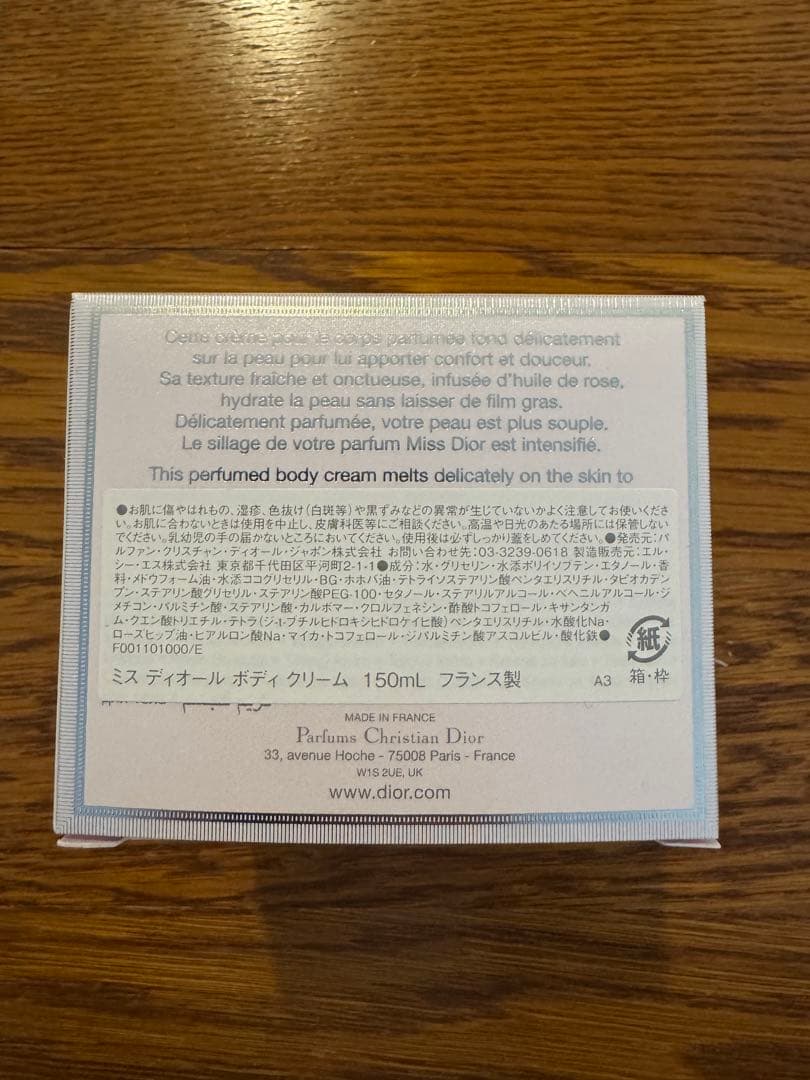 Cette crème pour le corps parfumée fond délicatement
sur la peau pour lui apporter confort et douceur.
Sa texture fraîche et onctueuse, infusée d'huile de rose,
hydrate la peau sans laisser de film gras.
Délicatement parfumée, votre peau est plus souple.
Le sillage de votre parfum Miss Dior est intensifié.
This perfumed body cream melts delicately on the skin to
●お肌に傷やはれもの、湿疹、色抜け(白斑等)や黒ずみなどの異常が生じていないかよく注意してお使いくださ
い。お肌に合わないときは使用を中止し、皮膚科医等にご相談ください。高温や日光のあたる場所には保管しない
でください。乳幼児の手の届かないところにおいてください。使用後は必ずしっかり蓋をしめてください。●発売元:パ
ルファン・クリスチャン・ディオール・ジャポン株式会社 お問い合わせ先:03-3239-0618 製造販売元:エル・
シー・エス株式会社 東京都千代田区平河町2-1-1●成分:水・グリセリン・水添ポリイソブテン・エタノール・香
料・メドウフォーム油・水添ココグリセリル・BG・ホホバ油・テトライソステアリン酸ペンタエリスリチル・タピオカデン
プン・ステアリン酸グリセリル・ステアリン酸PEG-100・セタノール・ステアリルアルコール・ベヘニルアルコール・ジ
メチコン・パルミチン酸・ステアリン酸・カルボマー・クロルフェネシン・酢酸トコフェロール・キサンタンガ
ム・クエン酸トリエチル・テトラ(ジ-t-ブチルヒドロキシヒドロケイヒ酸)ペンタエリスリチル・水酸化Na・
ローズヒップ油・ヒアルロン酸Na・マイカ・トコフェロール・ジパルミチン酸アスコルビル・酸化鉄●
F001101000/E
紙
ミス ディオール ボディ クリーム 150mL フランス製 A3 箱・枠
MADE IN FRANCE
Parfums Christian Dior
33, avenue Hoche - 75008 Paris - France
W1S 2UE, UK
www.dior.com